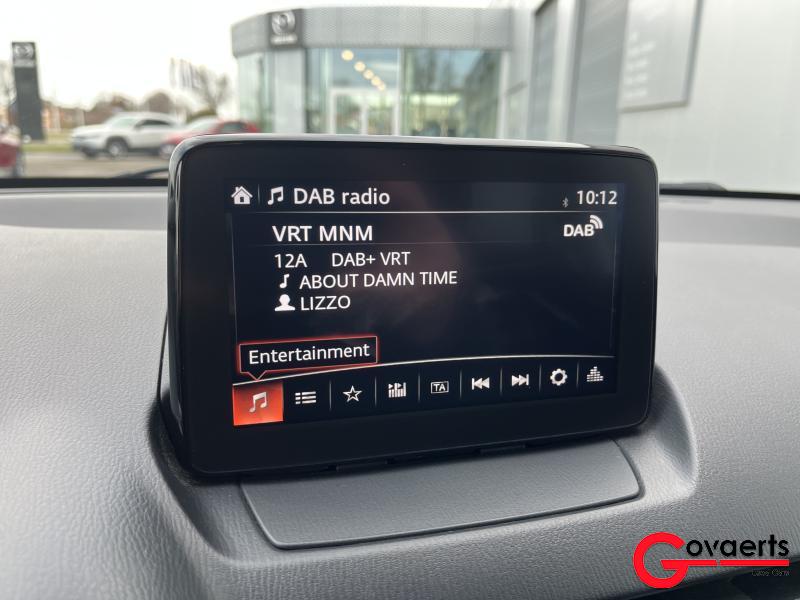 DAB radio
10:12
VRT MNM
DAB
12A DAB+ VRT
ABOUT DAMN TIME
LIZZO
Entertainment
TA
Govaerts